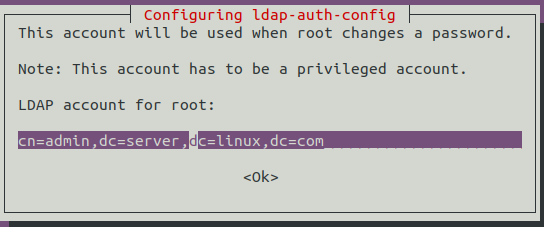 Configuring ldap-auth-config
This account will be used when root changes a password.
Note: This account has to be a privileged account.
LDAP account for root:
cn=admin,dc=server,dc=linux,dc=com
<Ok>